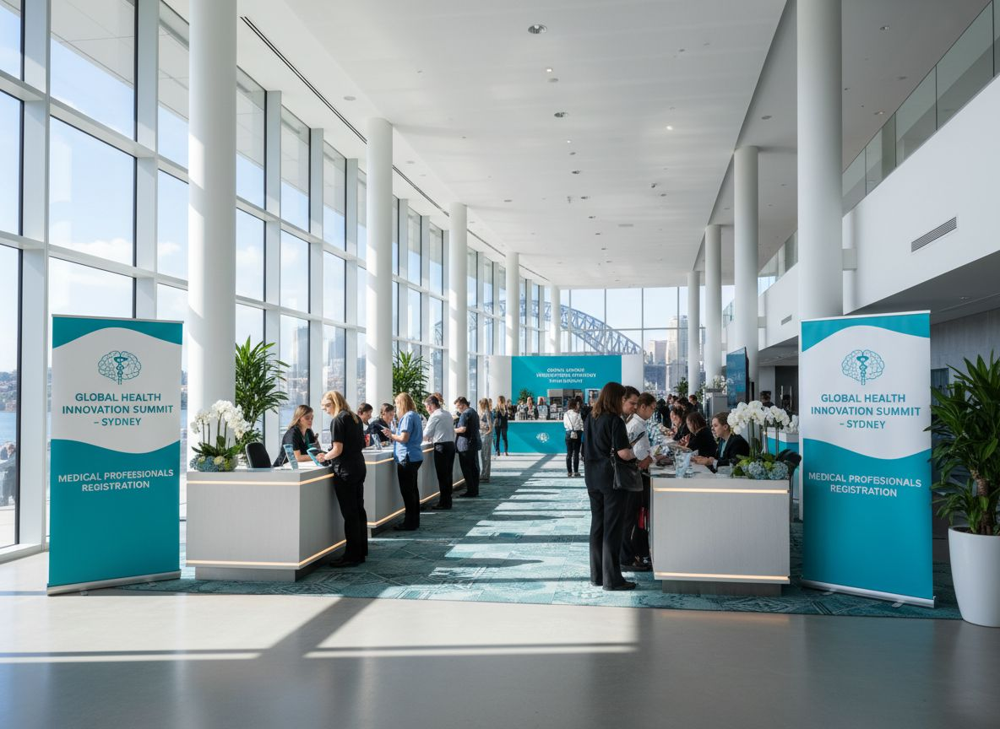 GLOBAL HEALTH
INNOVATION SUMMIT
– SYDNEY
MEDICAL PROFESSIONALS
REGISTRATION
GLOBAL HEALTH
INNOVATION SUMMIT
– SYDNEY
MEDICAL PROFESSIONALS
REGISTRATION